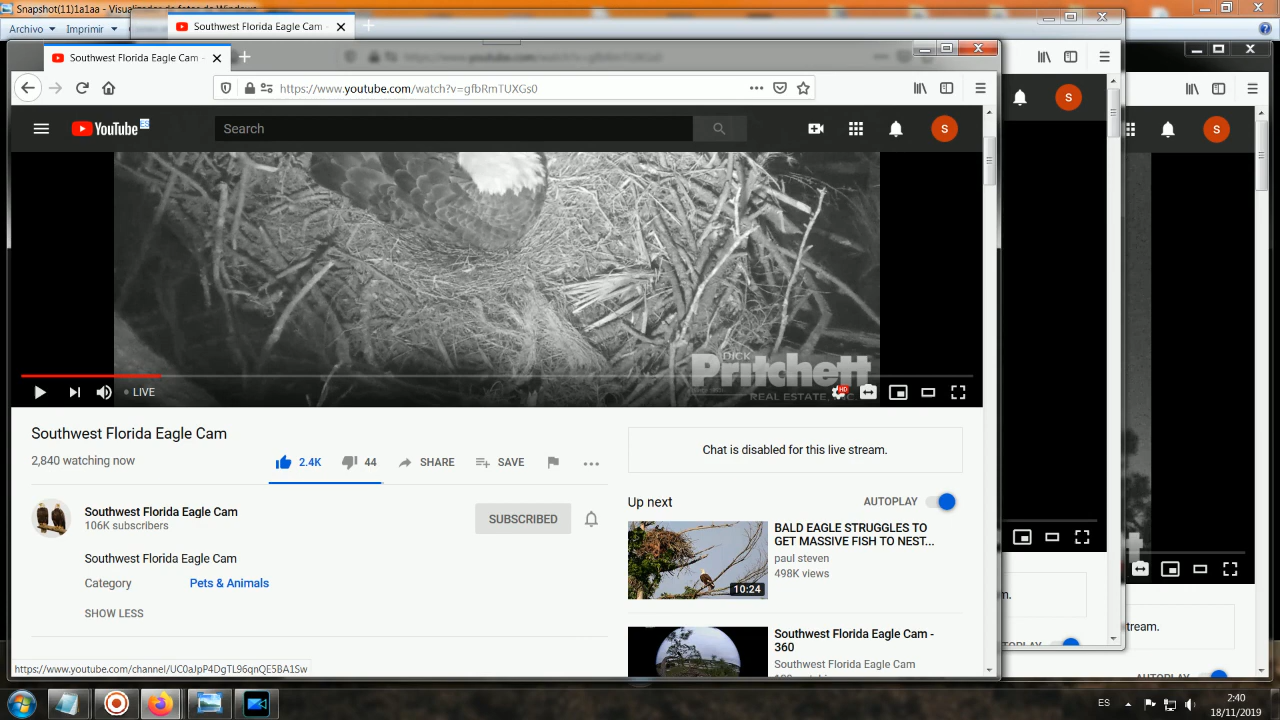 Snapshot(11)1a1aa - Visualizador de fotos de Windows
Archivo Imprimir
Southwest Florida Eagle Cam -
Southwest Florida Eagle Cam -
https://www.youtube.com/watch?v=gfbRmTUXGs0
YouTube ES
Search
S
S
S
DICK
Pritchett
REAL ESTATE, INC.
LIVE
HD
Southwest Florida Eagle Cam
2,840 watching now
2.4K 44 SHARE SAVE
Chat is disabled for this live stream.
Southwest Florida Eagle Cam
106K subscribers
SUBSCRIBED
Southwest Florida Eagle Cam
Category Pets & Animals
SHOW LESS
Up next AUTOPLAY
BALD EAGLE STRUGGLES TO
GET MASSIVE FISH TO NEST...
paul steven
498K views
10:24
Southwest Florida Eagle Cam -
360
Southwest Florida Eagle Cam
m.
tream.
https://www.youtube.com/channel/UC0aJpP4DgTL96qnQE5BA1Sw
ES
2:40
18/11/2019